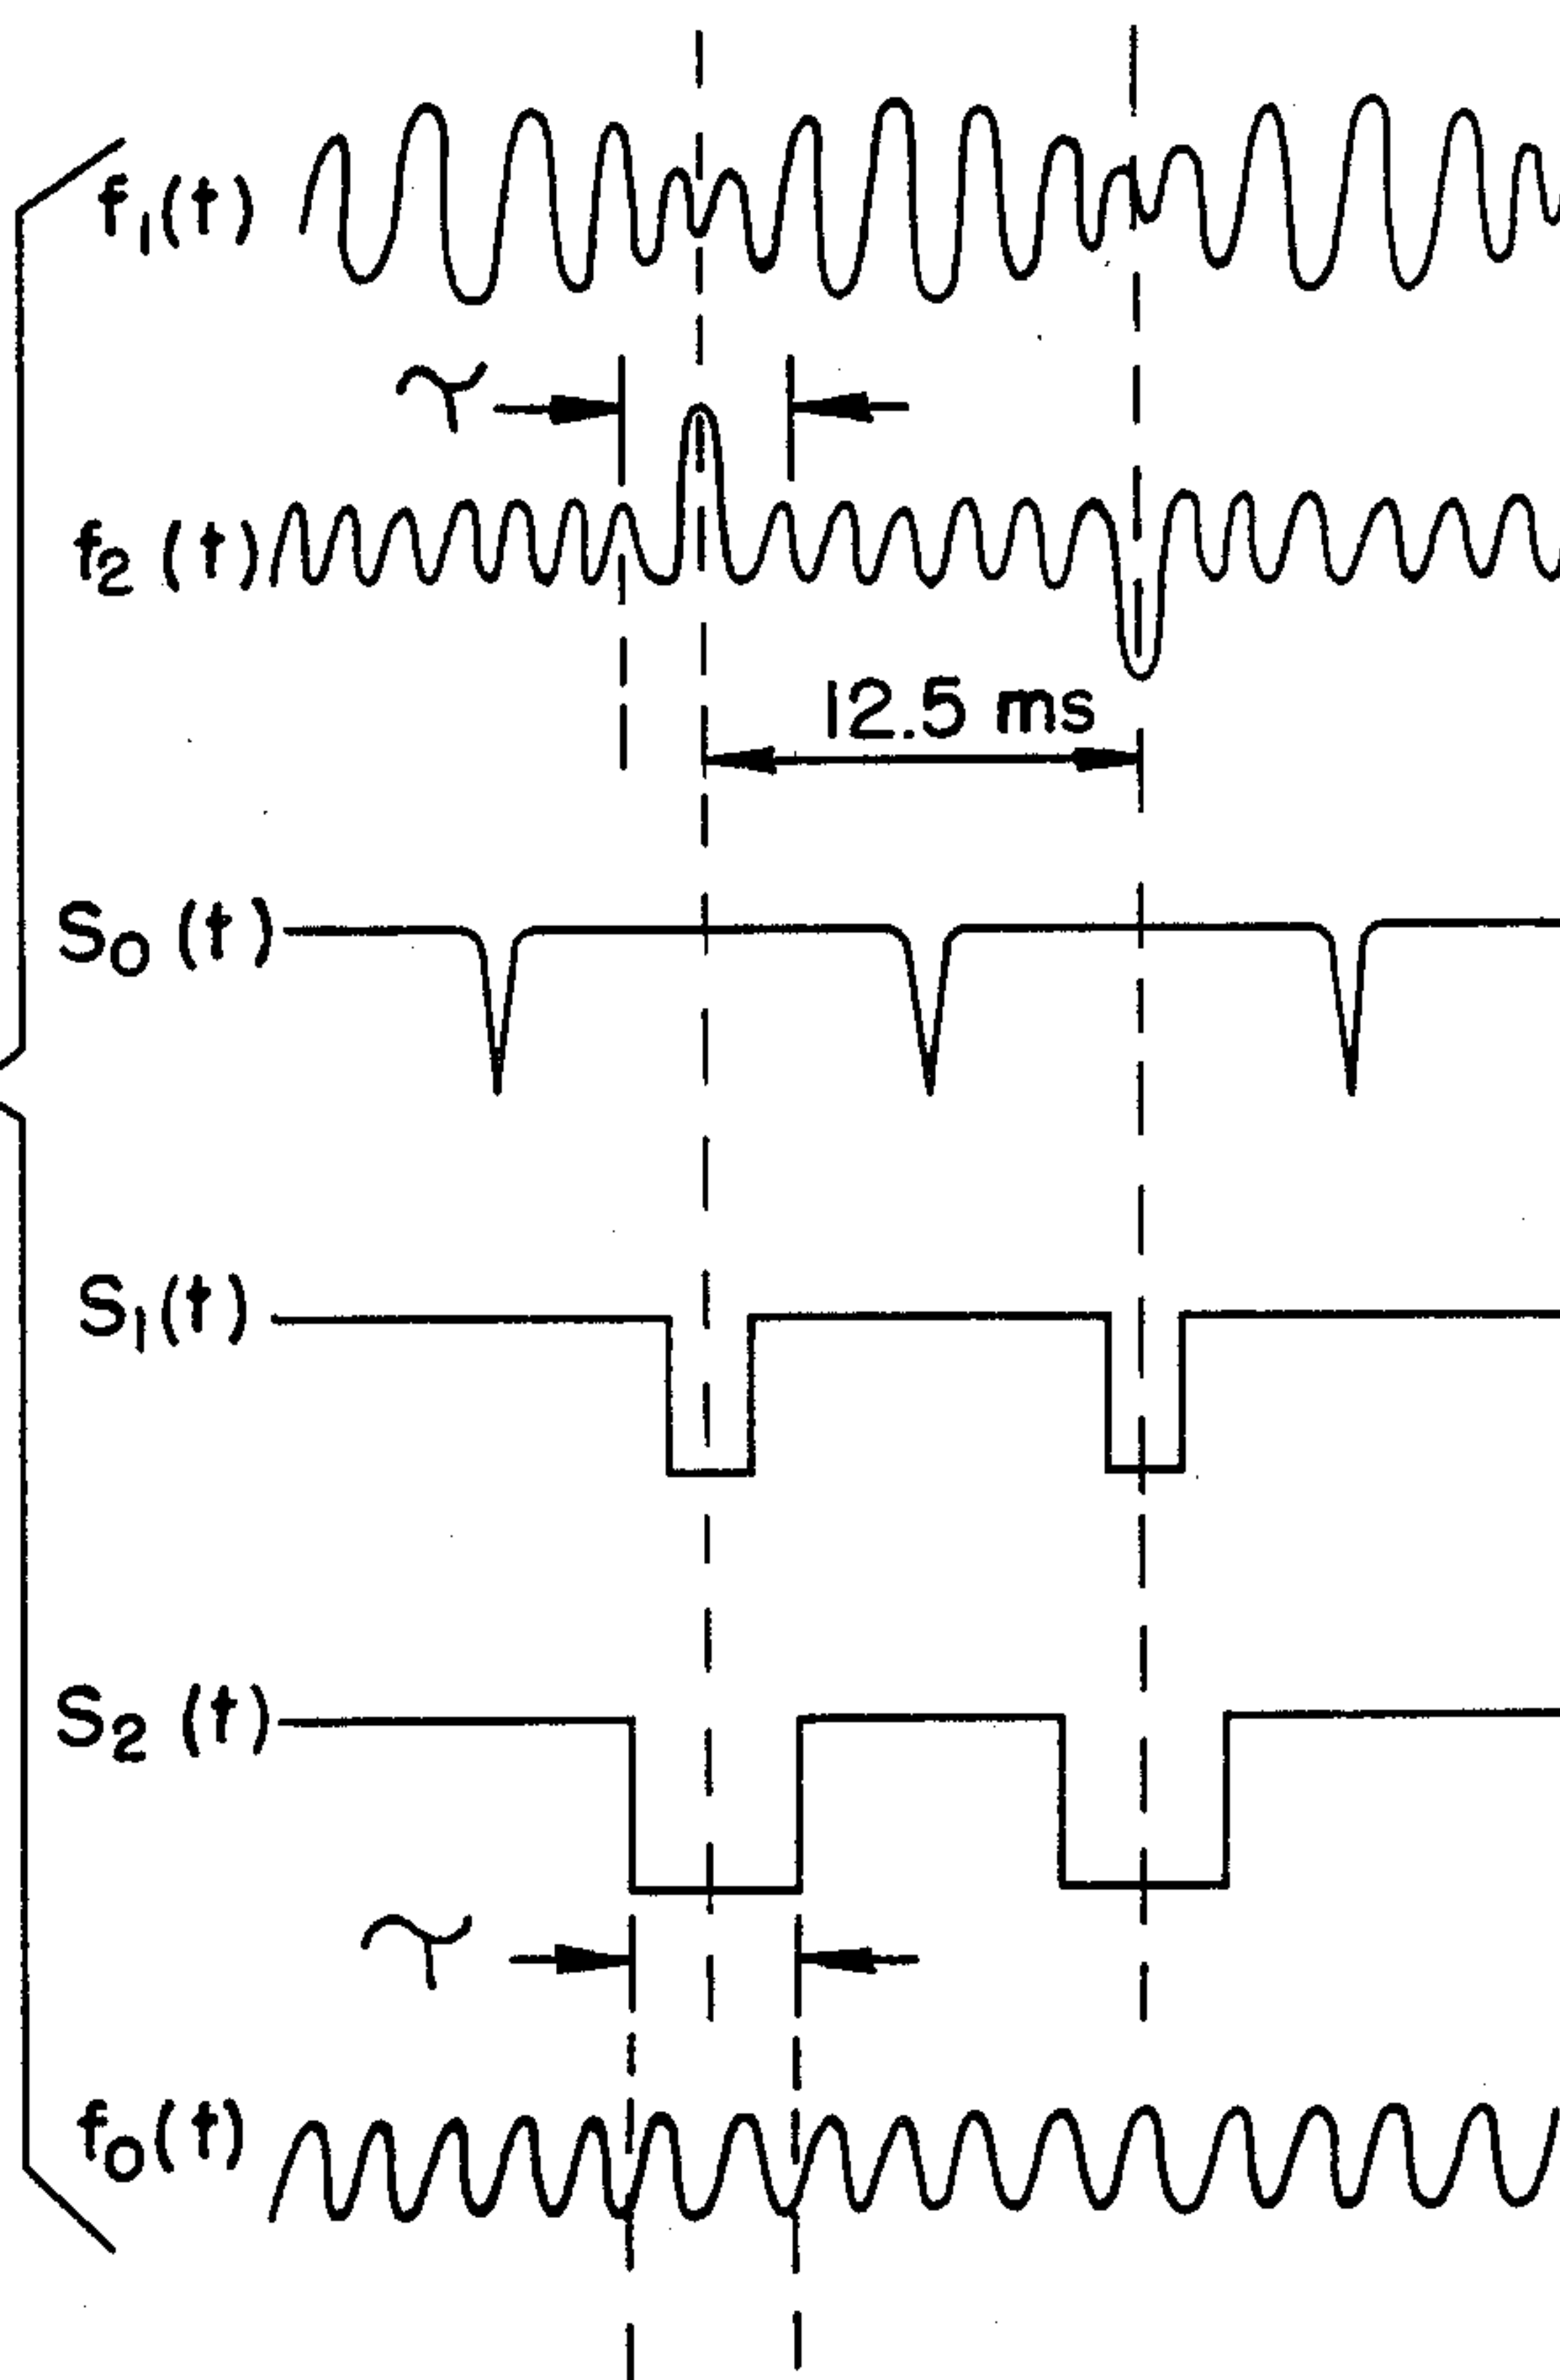 f₁(t)
τ
f₂(t)
12.5 ms
S₀(t)
S₁(t)
S₂(t)
τ
f₀(t)